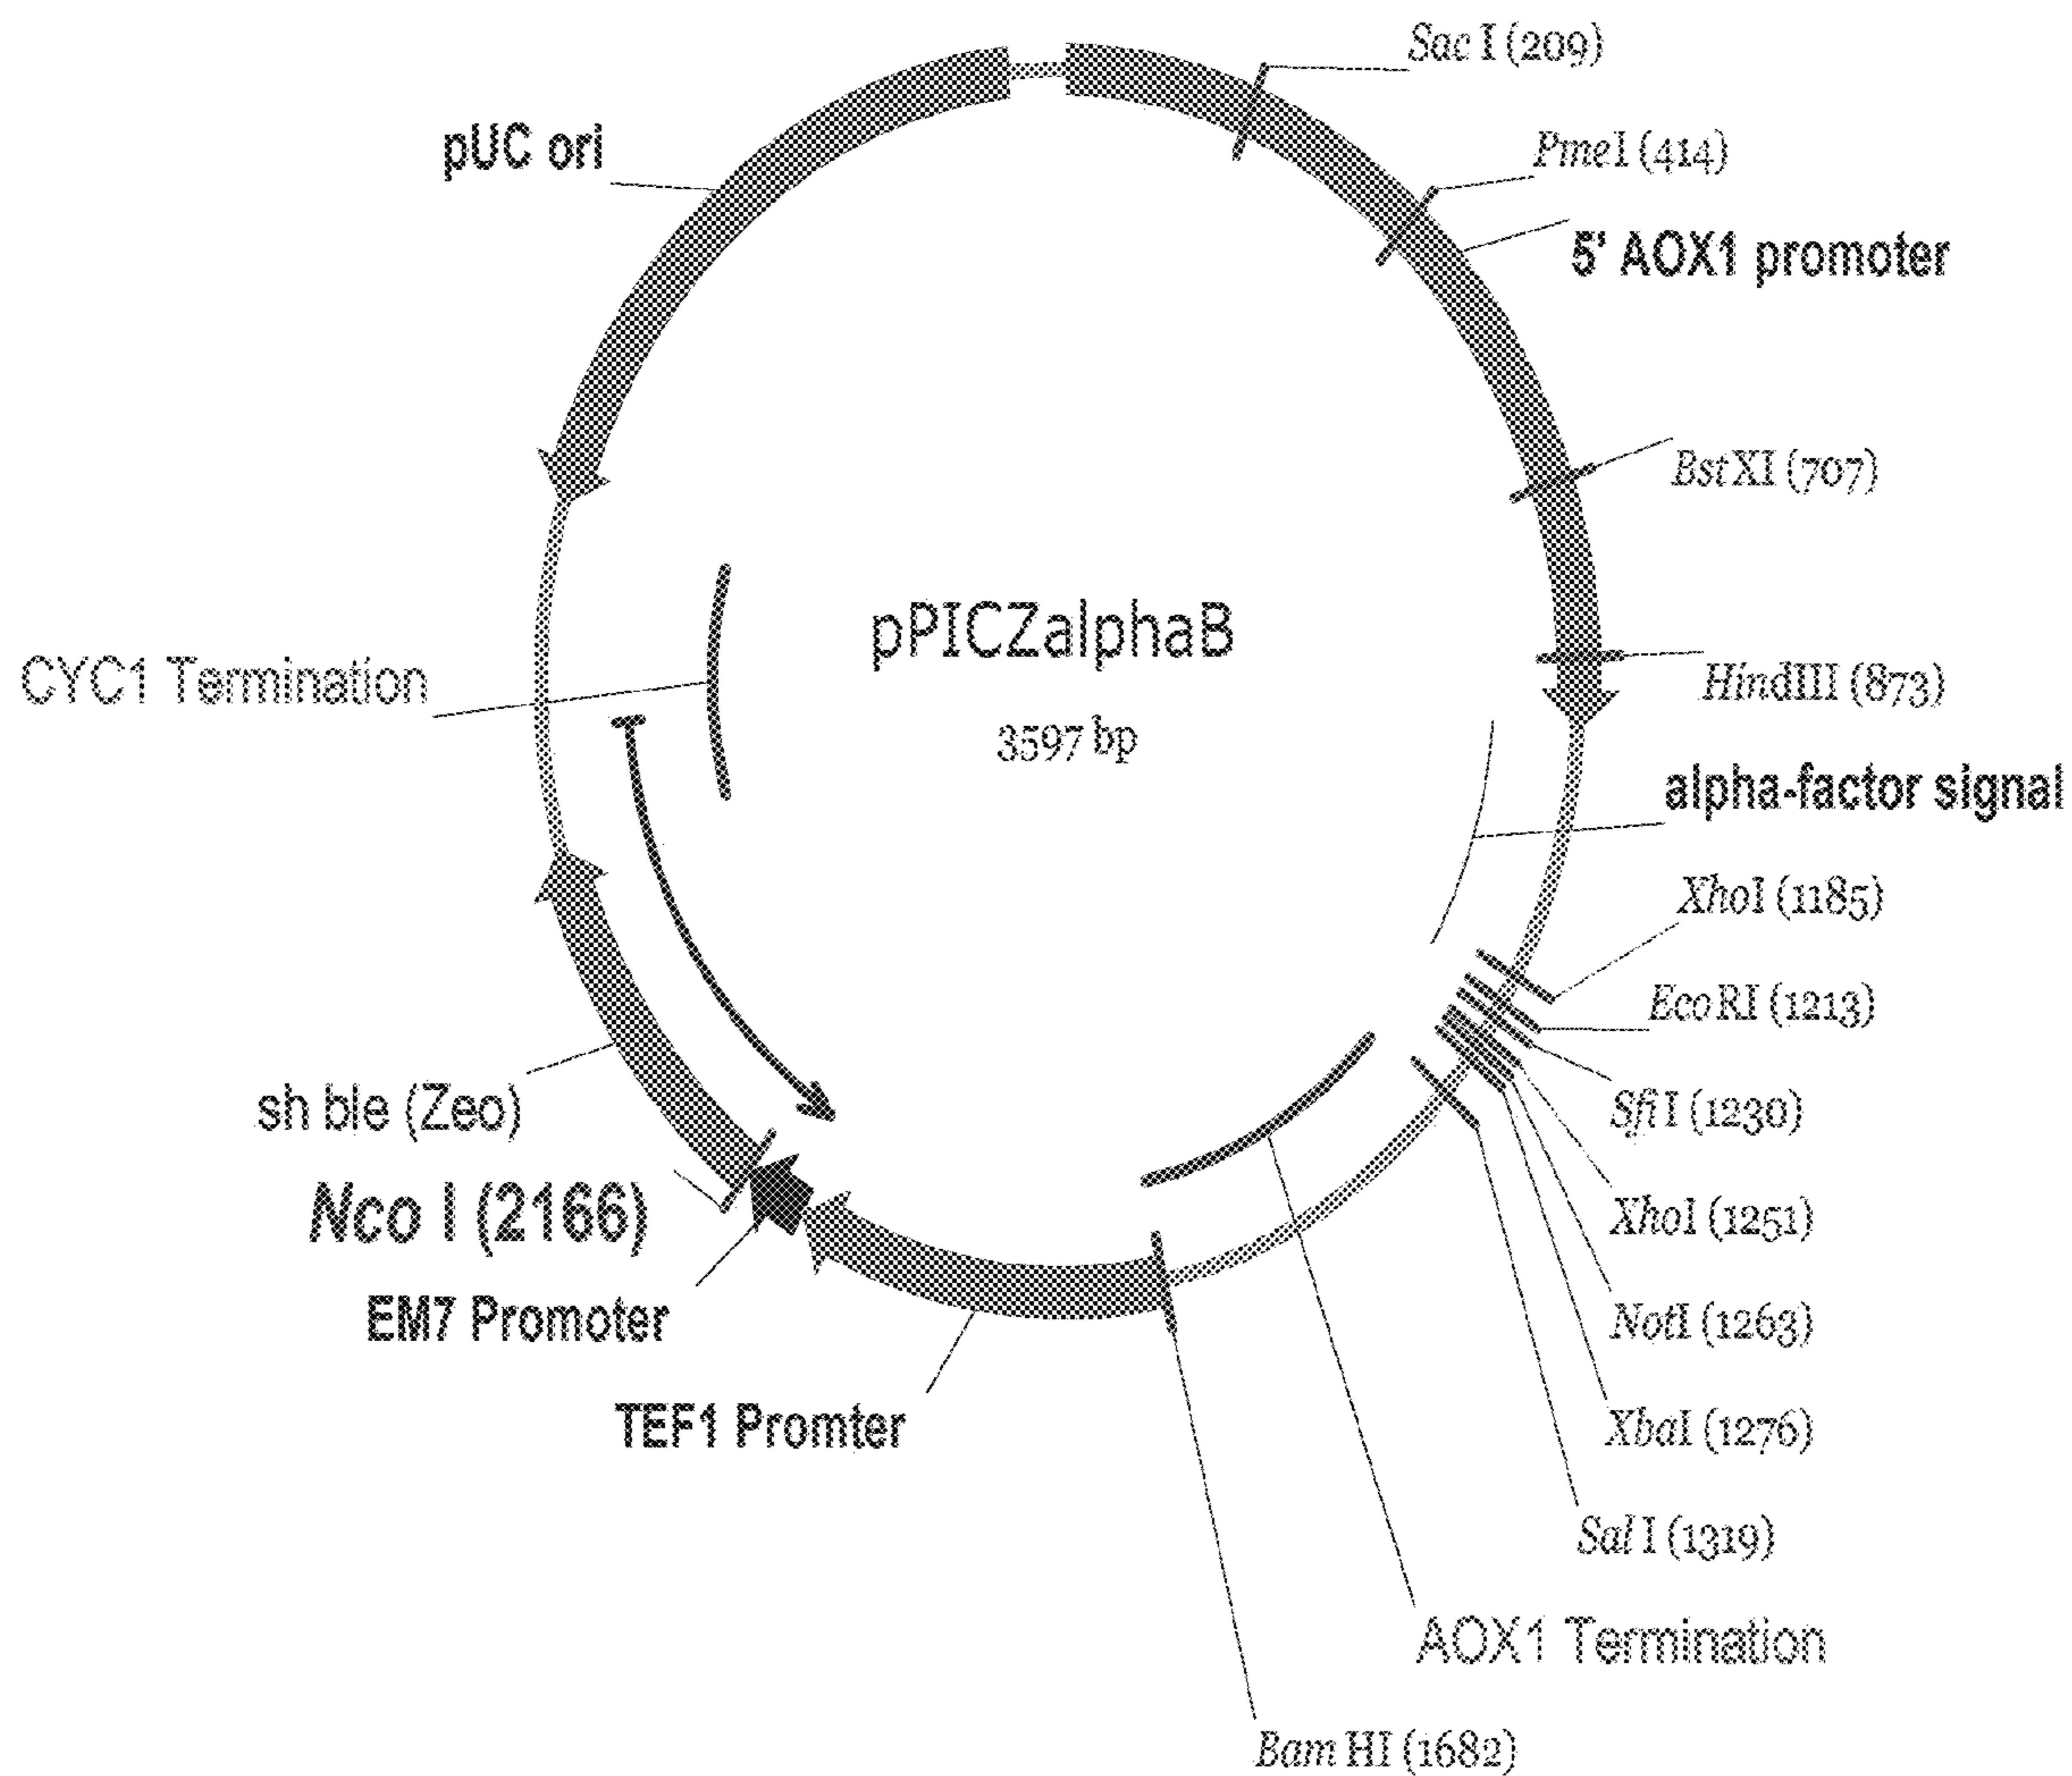 Sac I (209)
pUC ori
PmeI (414)
5' AOX1 promoter
BstXI (707)
pPICZalphaB
CYC1 Termination
HindIII (873)
3597 bp
alpha-factor signal
XhoI (1185)
EcoRI (1213)
sh ble (Zeo)
Sfi I (1230)
Nco I (2166)
XhoI (1251)
EM7 Promoter
NotI (1263)
TEF1 Promter
XbaI (1276)
Sal I (1319)
AOX1 Termination
Bam HI (1682)